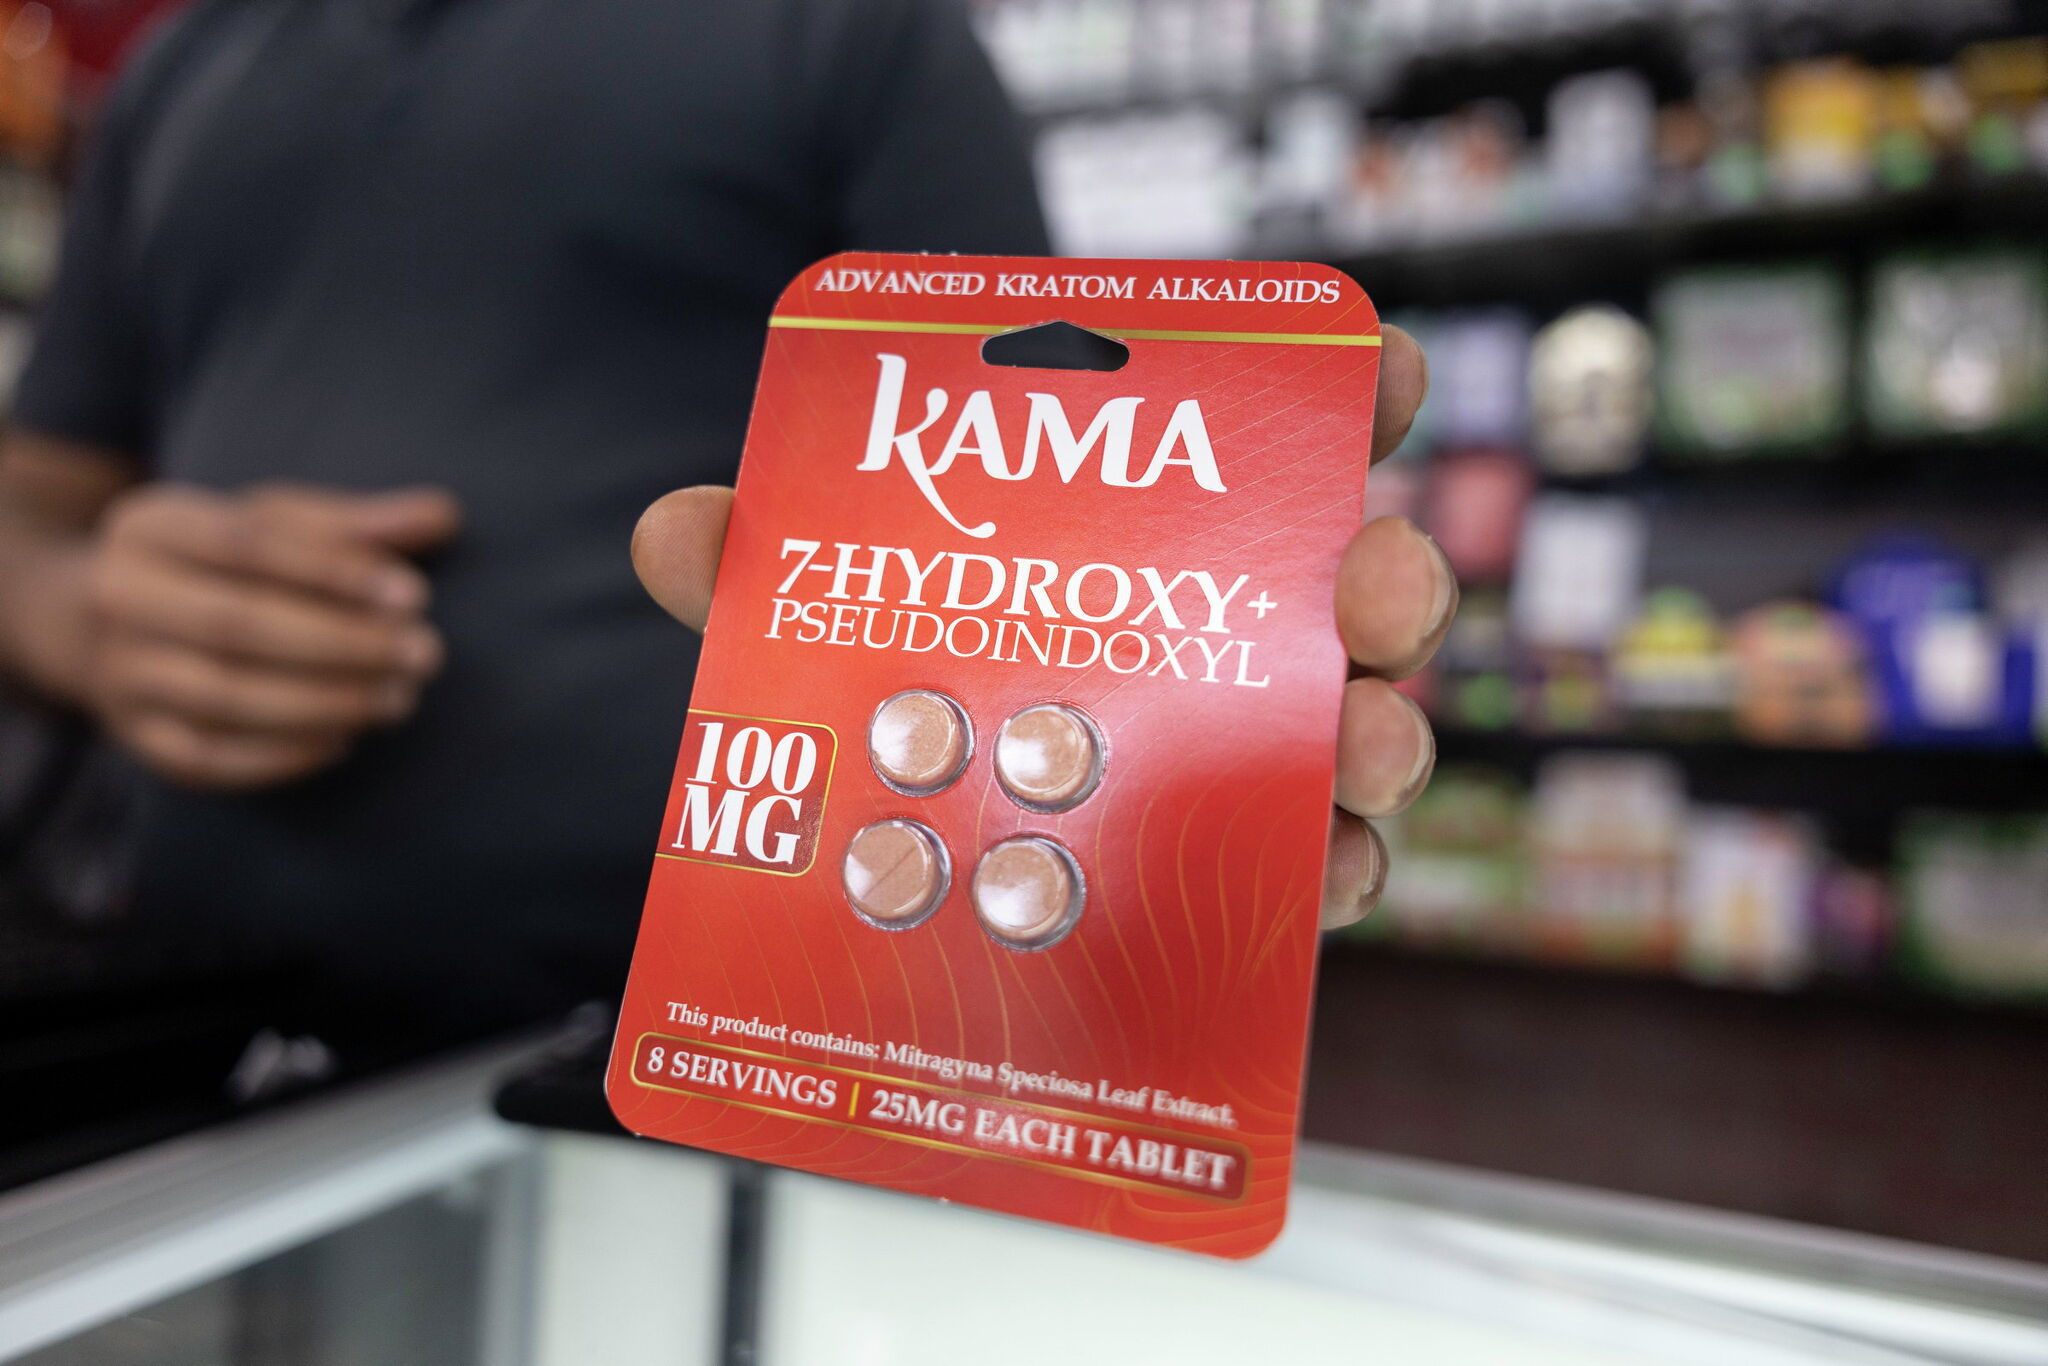 ADVANCED KRATOM ALKALOIDS
KAMA
7-HYDROXY+
PSEUDOINDOXYL
100
MG
This product contains: Mitragyna Speciosa Leaf Extract.
8 SERVINGS | 25MG EACH TABLET